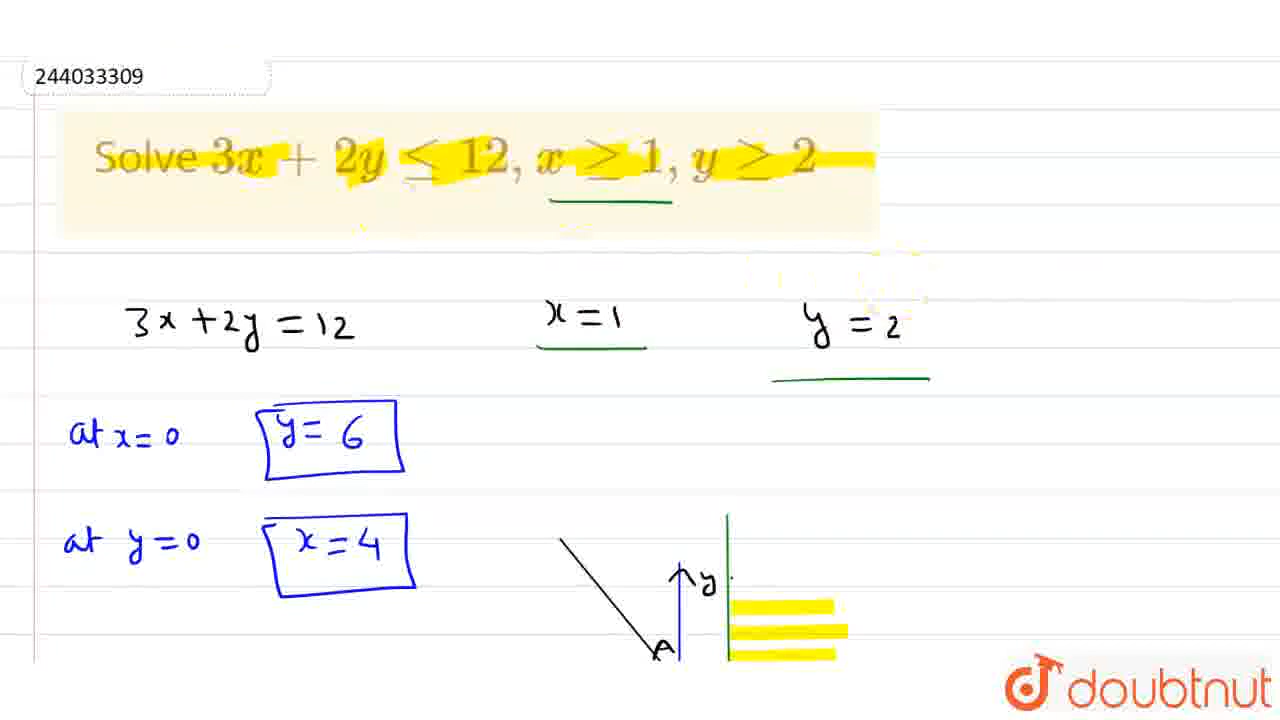 244033309
Solve 3x + 2y ≤ 12, x ≥ 1, y ≥ 2
3x + 2y = 12 x = 1 y = 2
at x = 0 y = 6
at y = 0 x = 4
y
A
doubtnut